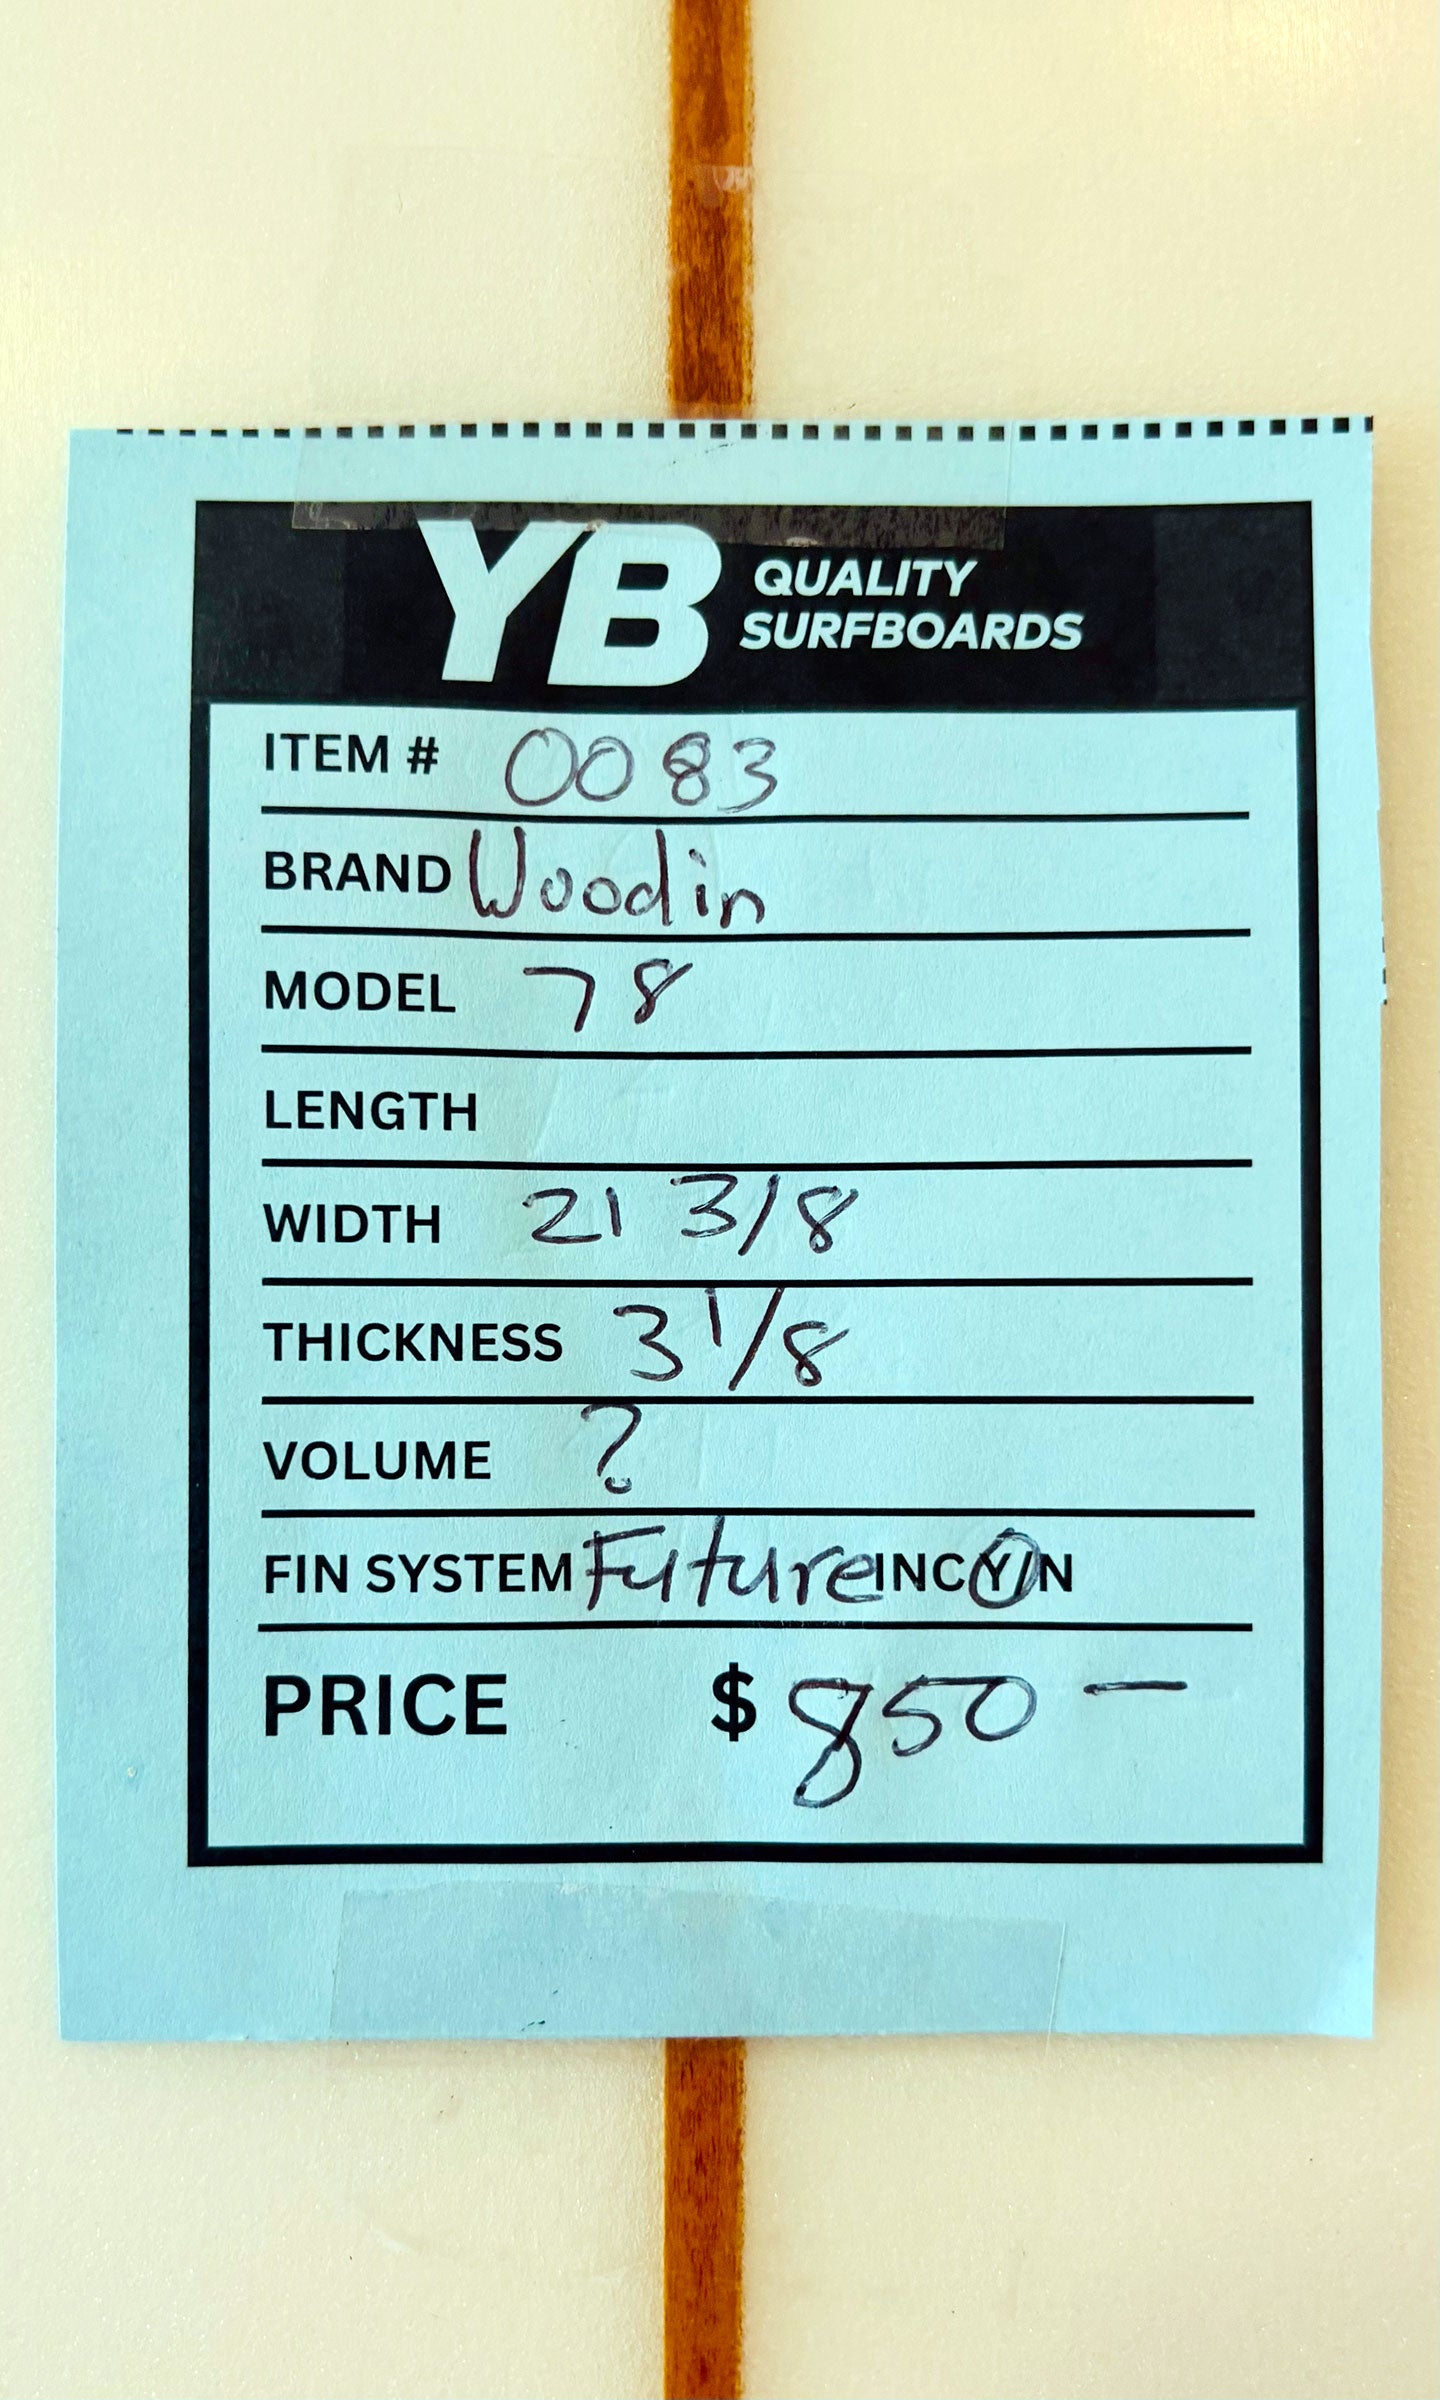 YB QUALITY
SURFBOARDS
ITEM # 0083
BRAND Woodin
MODEL 78
LENGTH
WIDTH 21 3/8
THICKNESS 3 1/8
VOLUME ?
FIN SYSTEM Future INC Y/N
PRICE $ 850 —